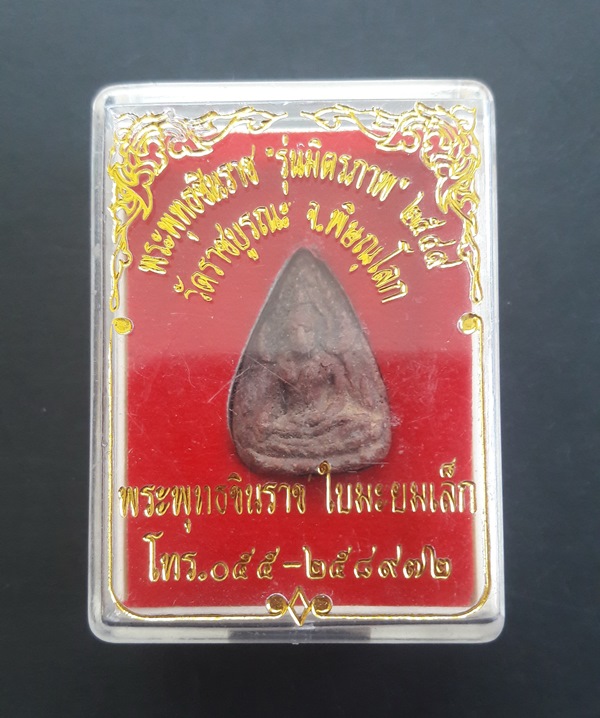 พระพุทธชินราช "รุ่นมิตรภาพ" ๒๕๔๙
วัดราชบูรณะ จ.พิษณุโลก
พระพุทธชินราช ใบมะยมเล็ก
โทร.๐๕๕-๒๕๘๙๗๒